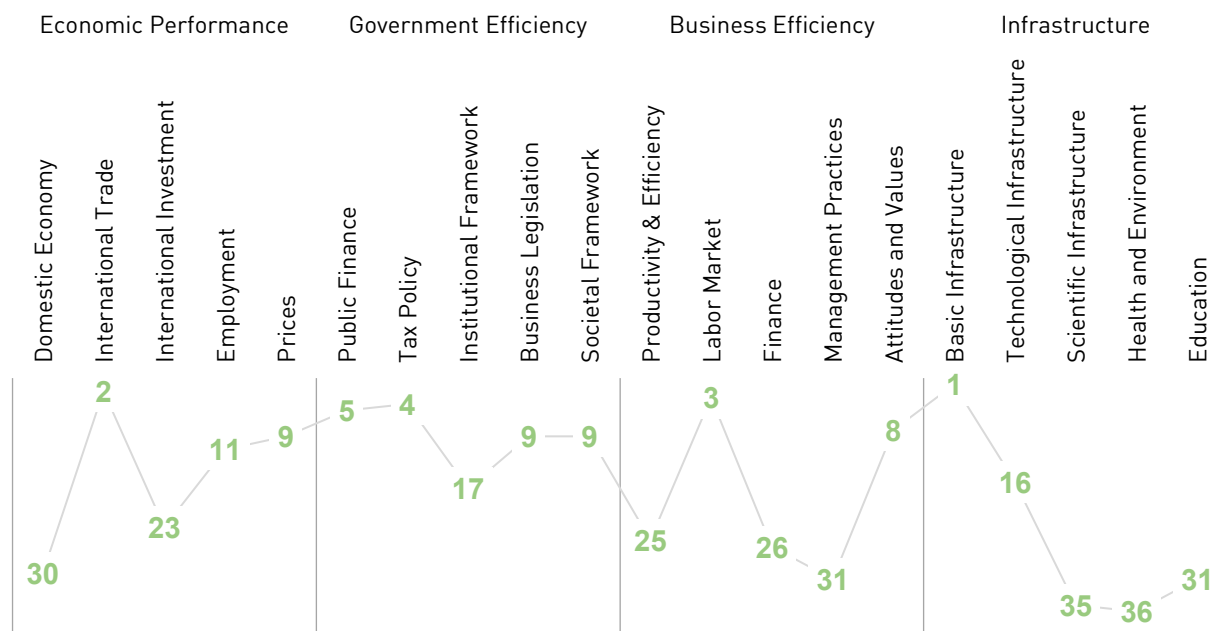 Economic Performance
Government Efficiency
Business Efficiency
Infrastructure
Domestic Economy
International Trade
International Investment
Employment
Prices
Public Finance
Tax Policy
Institutional Framework
Business Legislation
Societal Framework
Productivity & Efficiency
Labor Market
Finance
Management Practices
Attitudes and Values
Basic Infrastructure
Technological Infrastructure
Scientific Infrastructure
Health and Environment
Education
30
2
23
11
9
5
4
17
9
9
25
3
26
31
8
1
16
35
36
31